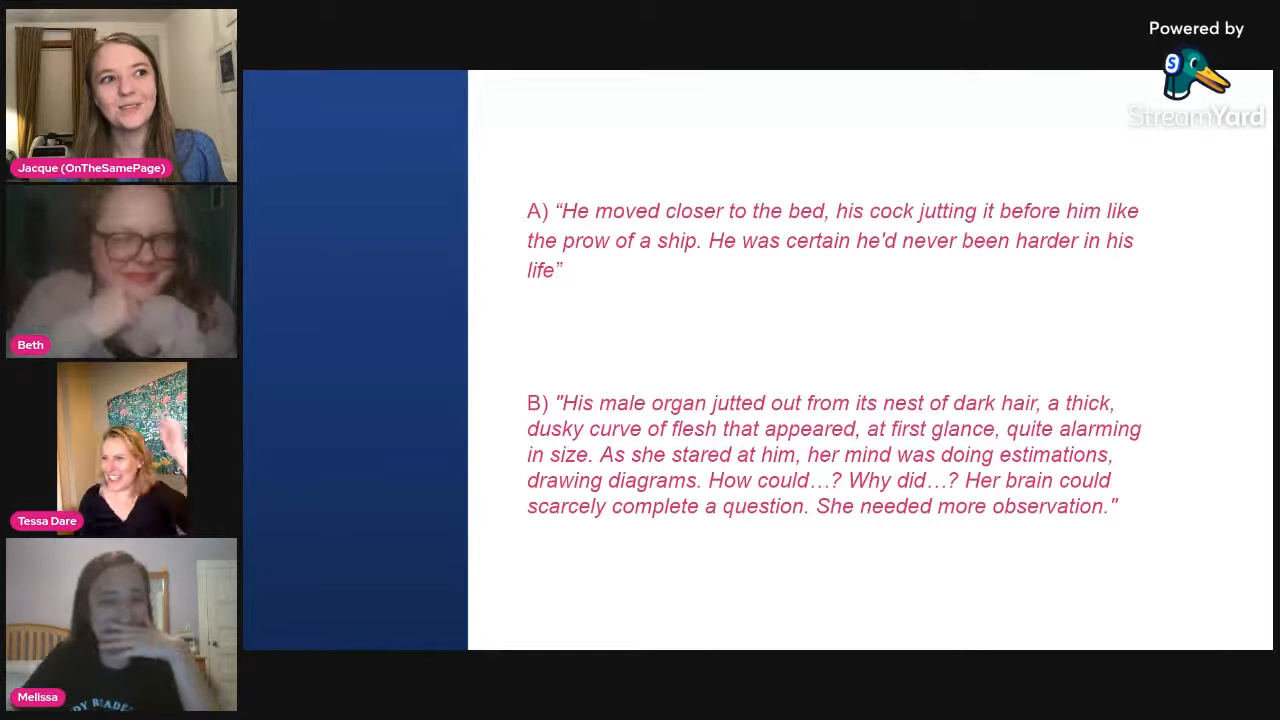 Powered by
S
StreamYard
Jacque (OnTheSamePage)
A) “He moved closer to the bed, his cock jutting it before him like
the prow of a ship. He was certain he'd never been harder in his
life”
Beth
B) "His male organ jutted out from its nest of dark hair, a thick,
dusky curve of flesh that appeared, at first glance, quite alarming
in size. As she stared at him, her mind was doing estimations,
drawing diagrams. How could…? Why did…? Her brain could
scarcely complete a question. She needed more observation."
Tessa Dare
Melissa